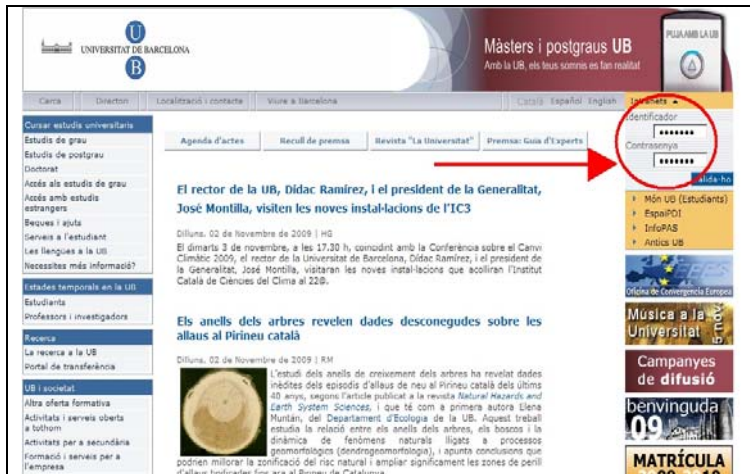 UNIVERSITAT DE BARCELONA
U
B
Màsters i postgraus UB
Amb la UB, els teus somnis es fan realitat
PUJA AMB LA UB
Cerca
Directori
Localització i contacte
Viure a Barcelona
Català Español English
Intranets
Identificador
Contrasenya
valida-ho
Món UB (Estudiants)
EspaiPDI
InfoPAS
Antics UB
Cursar estudis universitaris
Estudis de grau
Estudis de postgrau
Doctorat
Accés als estudis de grau
Accés amb estudis
estrangers
Beques i ajuts
Serveis a l'estudiant
Les llengües a la UB
Necessites més informació?
Estades temporals en la UB
Estudiants
Professors i investigadors
Recerca
La recerca a la UB
Portal de transferència
UB i societat
Altra oferta formativa
Activitats i serveis oberts
a tothom
Activitats per a secundària
Formació i serveis per a
l'empresa
Agenda d'actes
Recull de premsa
Revista "La Universitat"
Premsa: Guia d'Experts
El rector de la UB, Dídac Ramírez, i el president de la Generalitat,
José Montilla, visiten les noves instal·lacions de l'IC3
Dilluns, 02 de Novembre de 2009 | HG
El dimarts 3 de novembre, a les 17.30 h, coincidint amb la Conferència sobre el Canvi
Climàtic 2009, el rector de la Universitat de Barcelona, Dídac Ramírez, i el president de
la Generalitat, José Montilla, visitaran les noves instal·lacions que acolliran l'Institut
Català de Ciències del Clima al 22@.
Els anells dels arbres revelen dades desconegudes sobre les
allaus al Pirineu català
Dilluns, 02 de Novembre de 2009 | RM
L'estudi dels anells de creixement dels arbres ha revelat dades
inèdites dels episodis d'allaus de neu al Pirineu català dels últims
40 anys, segons l'article publicat a la revista Natural Hazards and
Earth System Sciences, i que té com a primera autora Elena
Muntán, del Departament d'Ecologia de la UB. Aquest treball
estudia la relació entre els anells dels arbres, els boscos i la
dinàmica de fenòmens naturals lligats a processos
geomorfològics (dendrogeomorfologia), i apunta conclusions que
podrien millorar la zonificació del risc natural i ampliar significament les zones de perill
d'allaus tipificades fins ara al Pirineu de Catalunya.
Oficina de Convergència Europea
Música a la
Universitat
5 nov
Campanyes
de difusió
benvinguda
09
MATRÍCULA